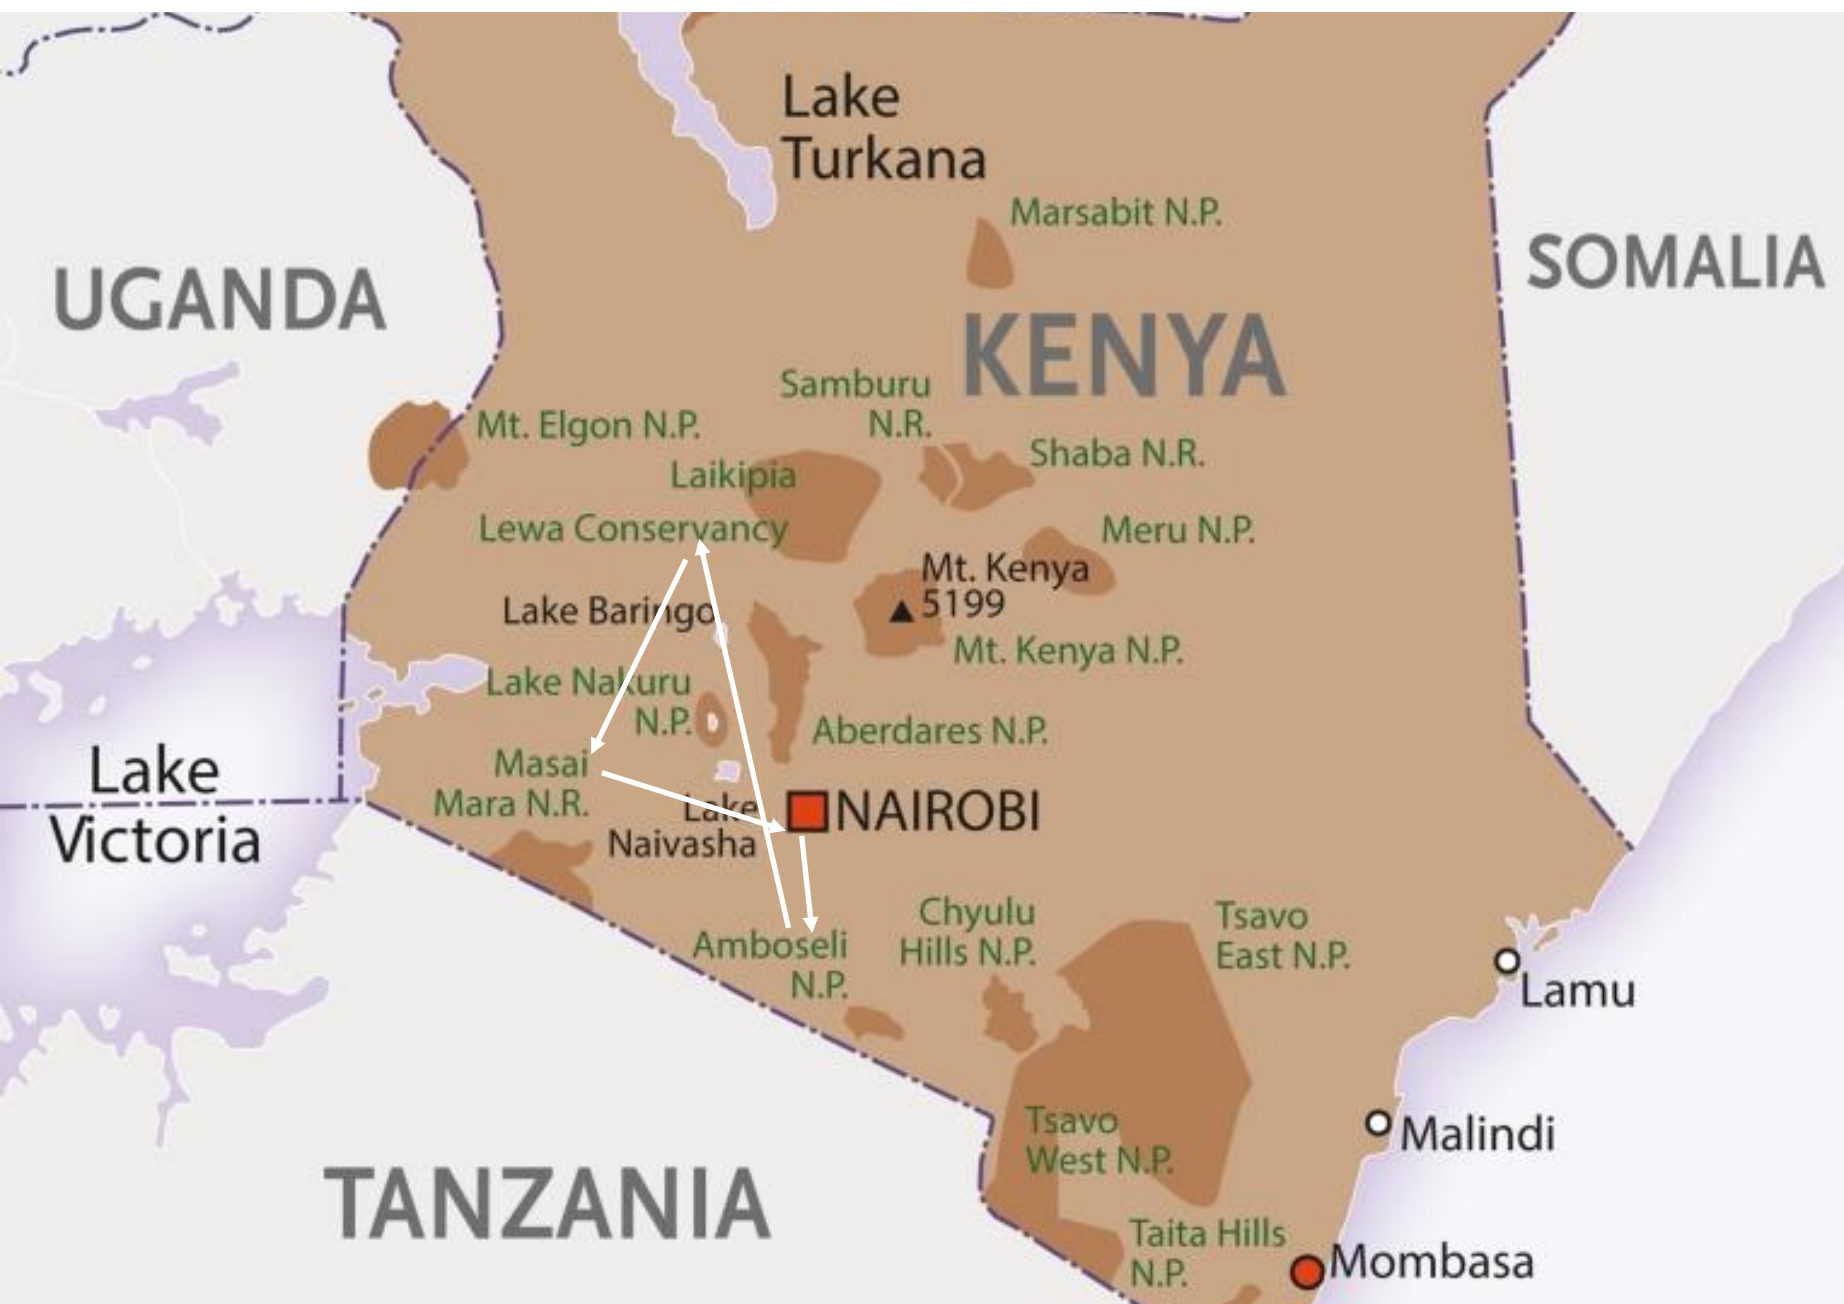 Lake
Turkana
Marsabit N.P.
UGANDA
SOMALIA
KENYA
Samburu
N.R.
Mt. Elgon N.P.
Shaba N.R.
Laikipia
Lewa Conservancy
Meru N.P.
Mt. Kenya
5199
Lake Baringo
Mt. Kenya N.P.
Lake Nakuru
N.P.
Aberdares N.P.
Masai
Mara N.R.
Lake
Victoria
Lake
Naivasha
NAIROBI
Chyulu
Hills N.P.
Tsavo
East N.P.
Amboseli
N.P.
Lamu
Tsavo
West N.P.
Malindi
TANZANIA
Taita Hills
N.P.
Mombasa